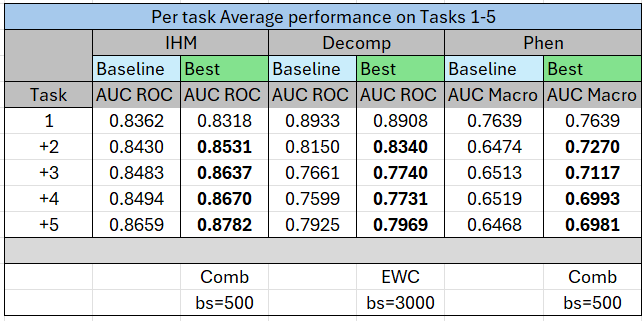 Per task Average performance on Tasks 1-5
IHM Decomp Phen
Baseline Best Baseline Best Baseline Best
Task AUC ROC AUC ROC AUC ROC AUC ROC AUC Macro AUC Macro
1 0.8362 0.8318 0.8933 0.8908 0.7639 0.7639
+2 0.8430 0.8531 0.8150 0.8340 0.6474 0.7270
+3 0.8483 0.8637 0.7661 0.7740 0.6513 0.7117
+4 0.8494 0.8670 0.7599 0.7731 0.6519 0.6993
+5 0.8659 0.8782 0.7925 0.7969 0.6468 0.6981
Comb EWC Comb
bs=500 bs=3000 bs=500